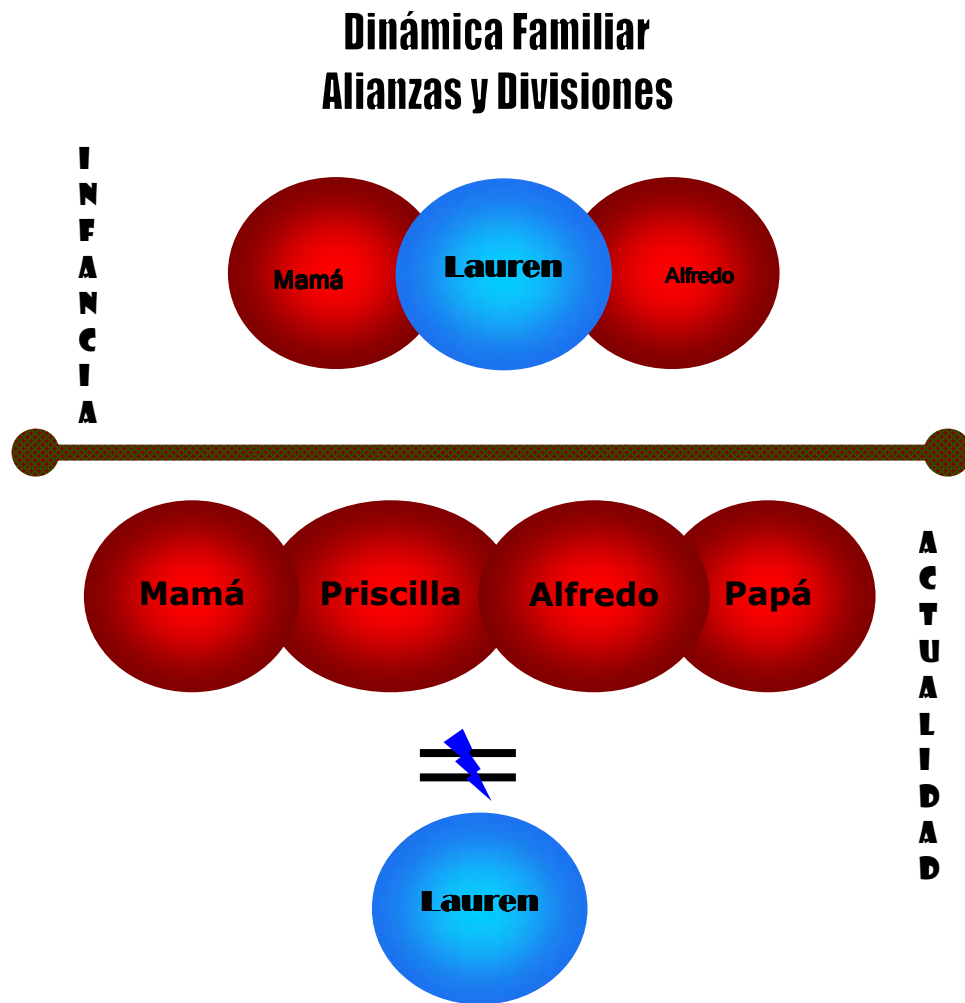 Dinámica Familiar
Alianzas y Divisiones
INFANCIA
Mamá
Lauren
Alfredo
Mamá
Priscilla
Alfredo
Papá
ACTUALIDAD
Lauren